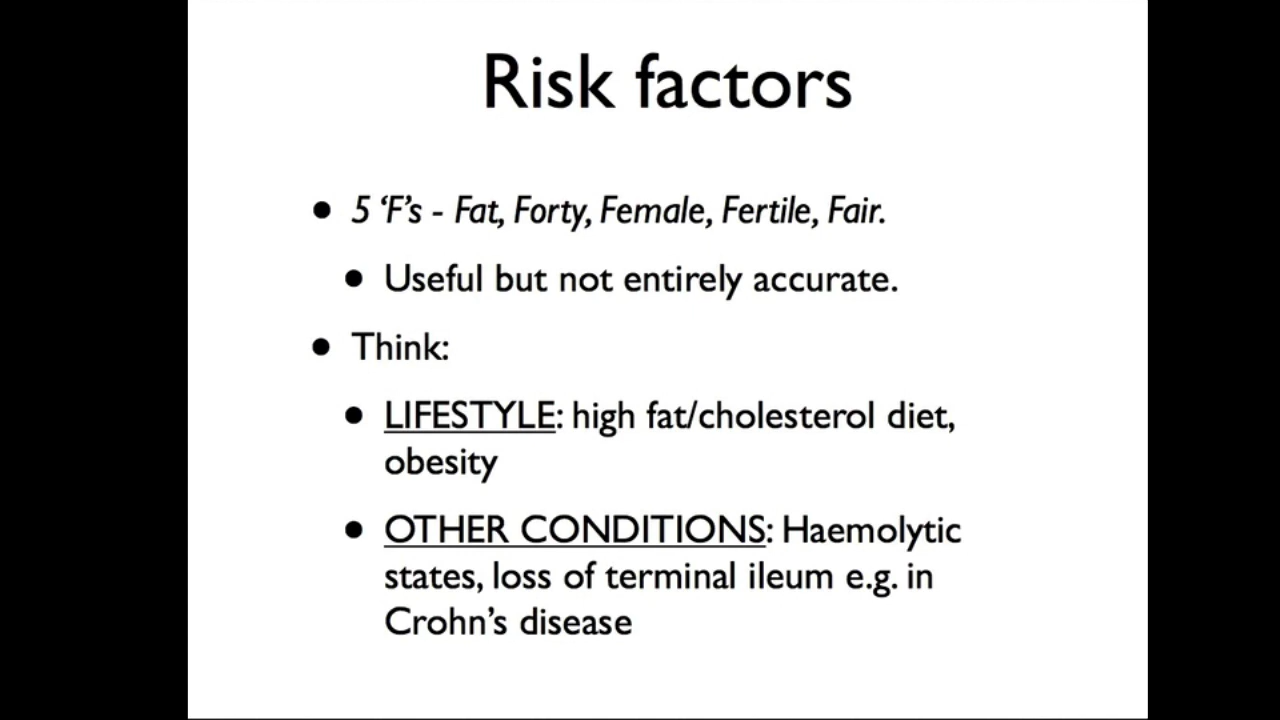 Risk factors
• 5 ‘F’s - Fat, Forty, Female, Fertile, Fair.
• Useful but not entirely accurate.
• Think:
• LIFESTYLE: high fat/cholesterol diet,
obesity
• OTHER CONDITIONS: Haemolytic
states, loss of terminal ileum e.g. in
Crohn’s disease